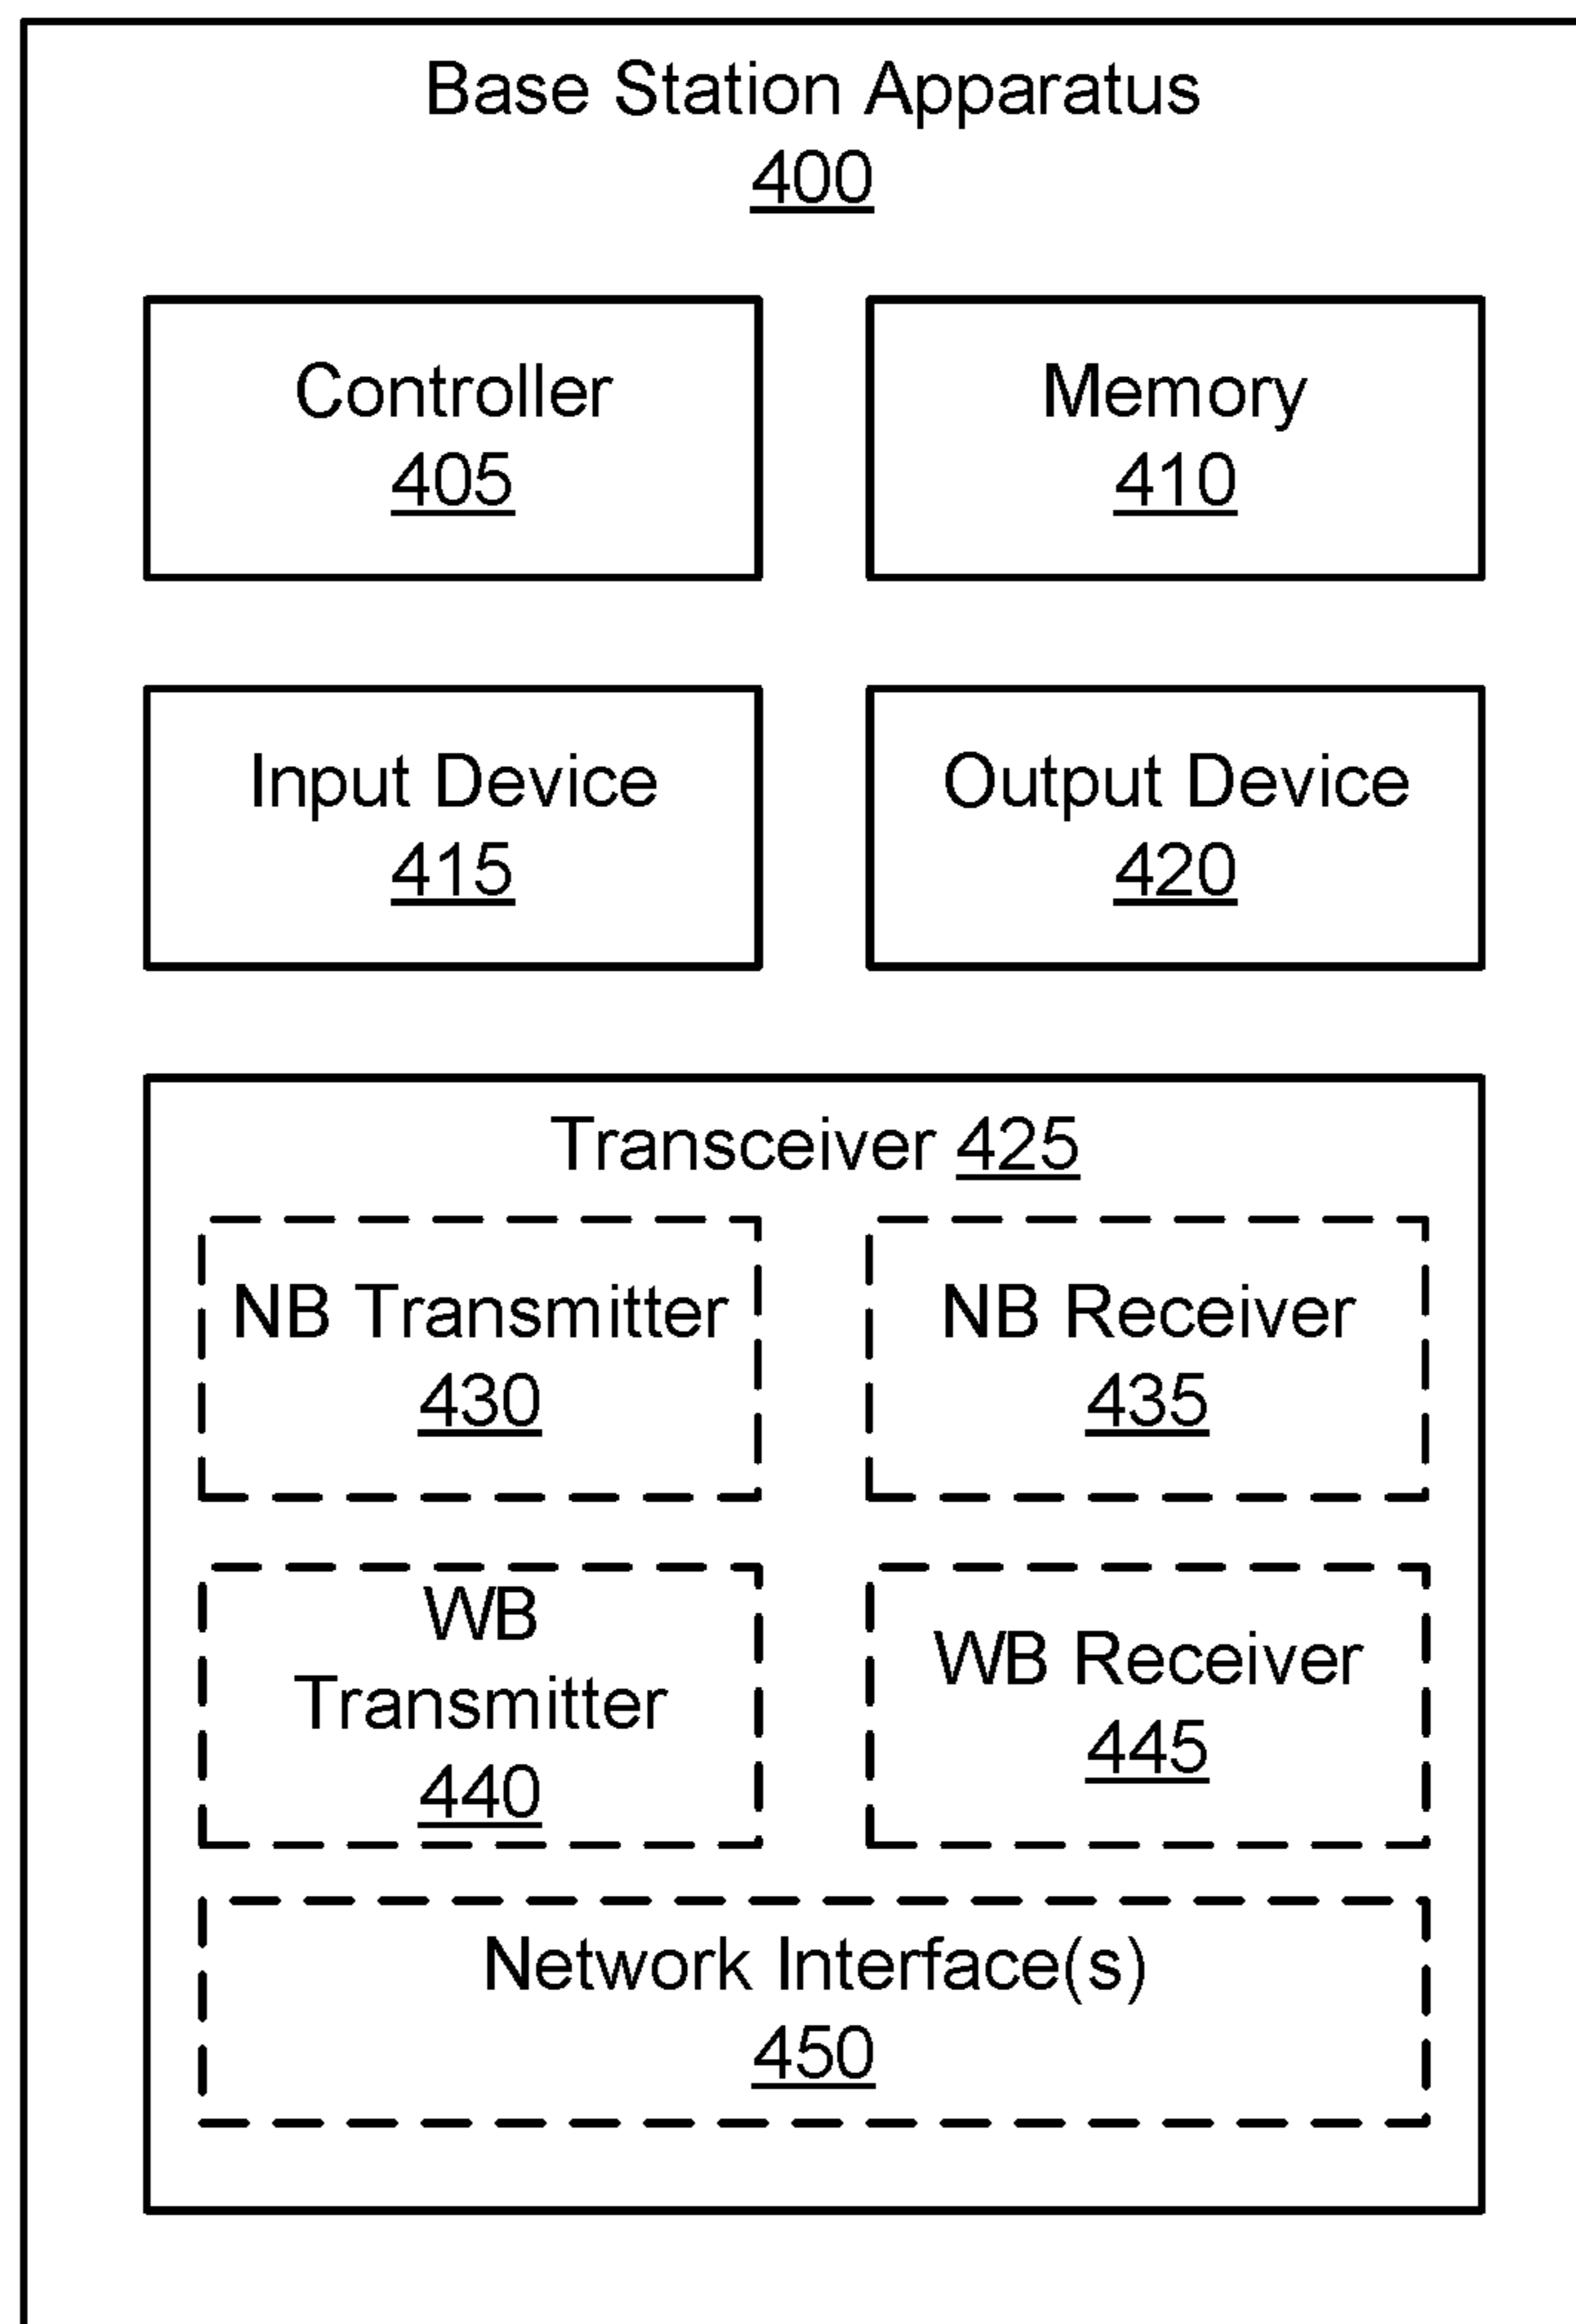 Base Station Apparatus
400
Controller
405
Memory
410
Input Device
415
Output Device
420
Transceiver 425
NB Transmitter
430
NB Receiver
435
WB
Transmitter
440
WB Receiver
445
Network Interface(s)
450